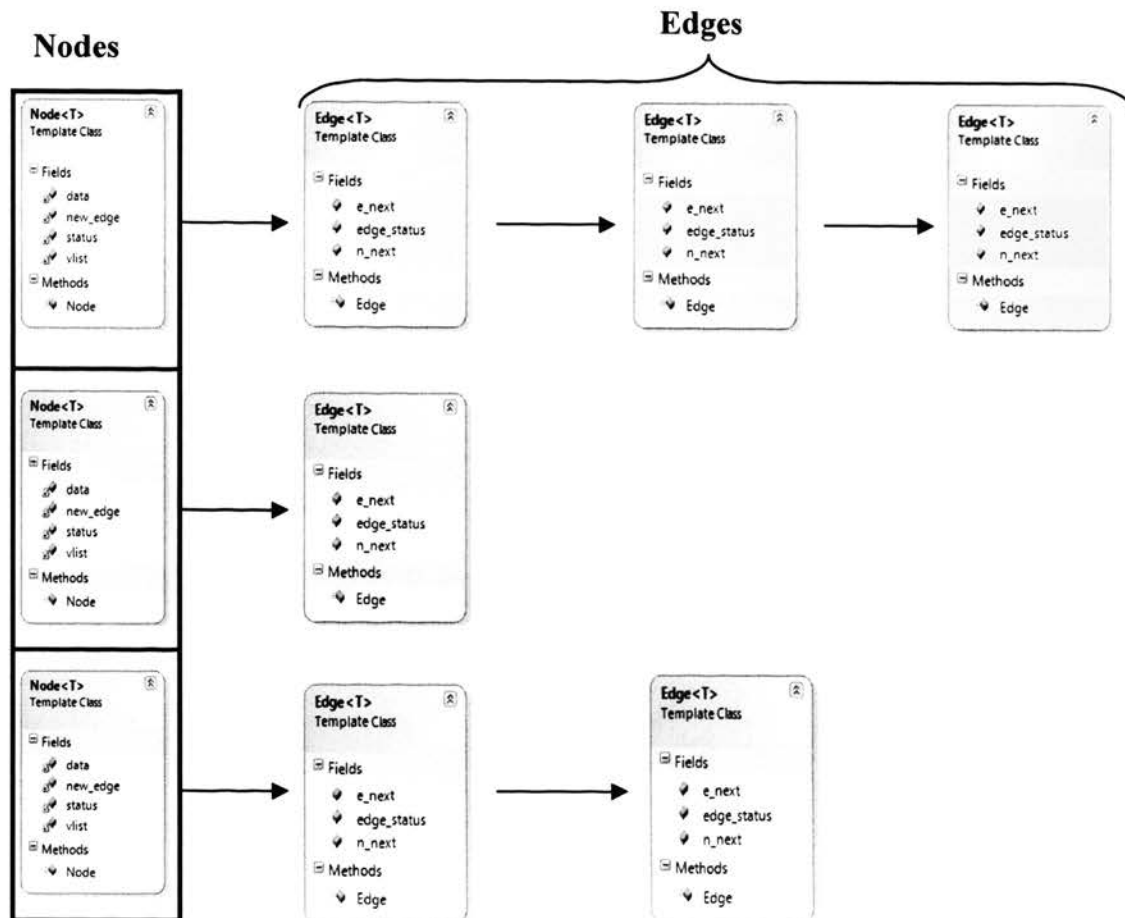 Nodes
Edges
Node<T>
Template Class
Fields
data
new_edge
status
vlist
Methods
Node
Edge<T>
Template Class
Fields
e_next
edge_status
n_next
Methods
Edge
Edge<T>
Template Class
Fields
e_next
edge_status
n_next
Methods
Edge
Edge<T>
Template Class
Fields
e_next
edge_status
n_next
Methods
Edge
Node<T>
Template Class
Fields
data
new_edge
status
vlist
Methods
Node
Edge<T>
Template Class
Fields
e_next
edge_status
n_next
Methods
Edge
Node<T>
Template Class
Fields
data
new_edge
status
vlist
Methods
Node
Edge<T>
Template Class
Fields
e_next
edge_status
n_next
Methods
Edge
Edge<T>
Template Class
Fields
e_next
edge_status
n_next
Methods
Edge